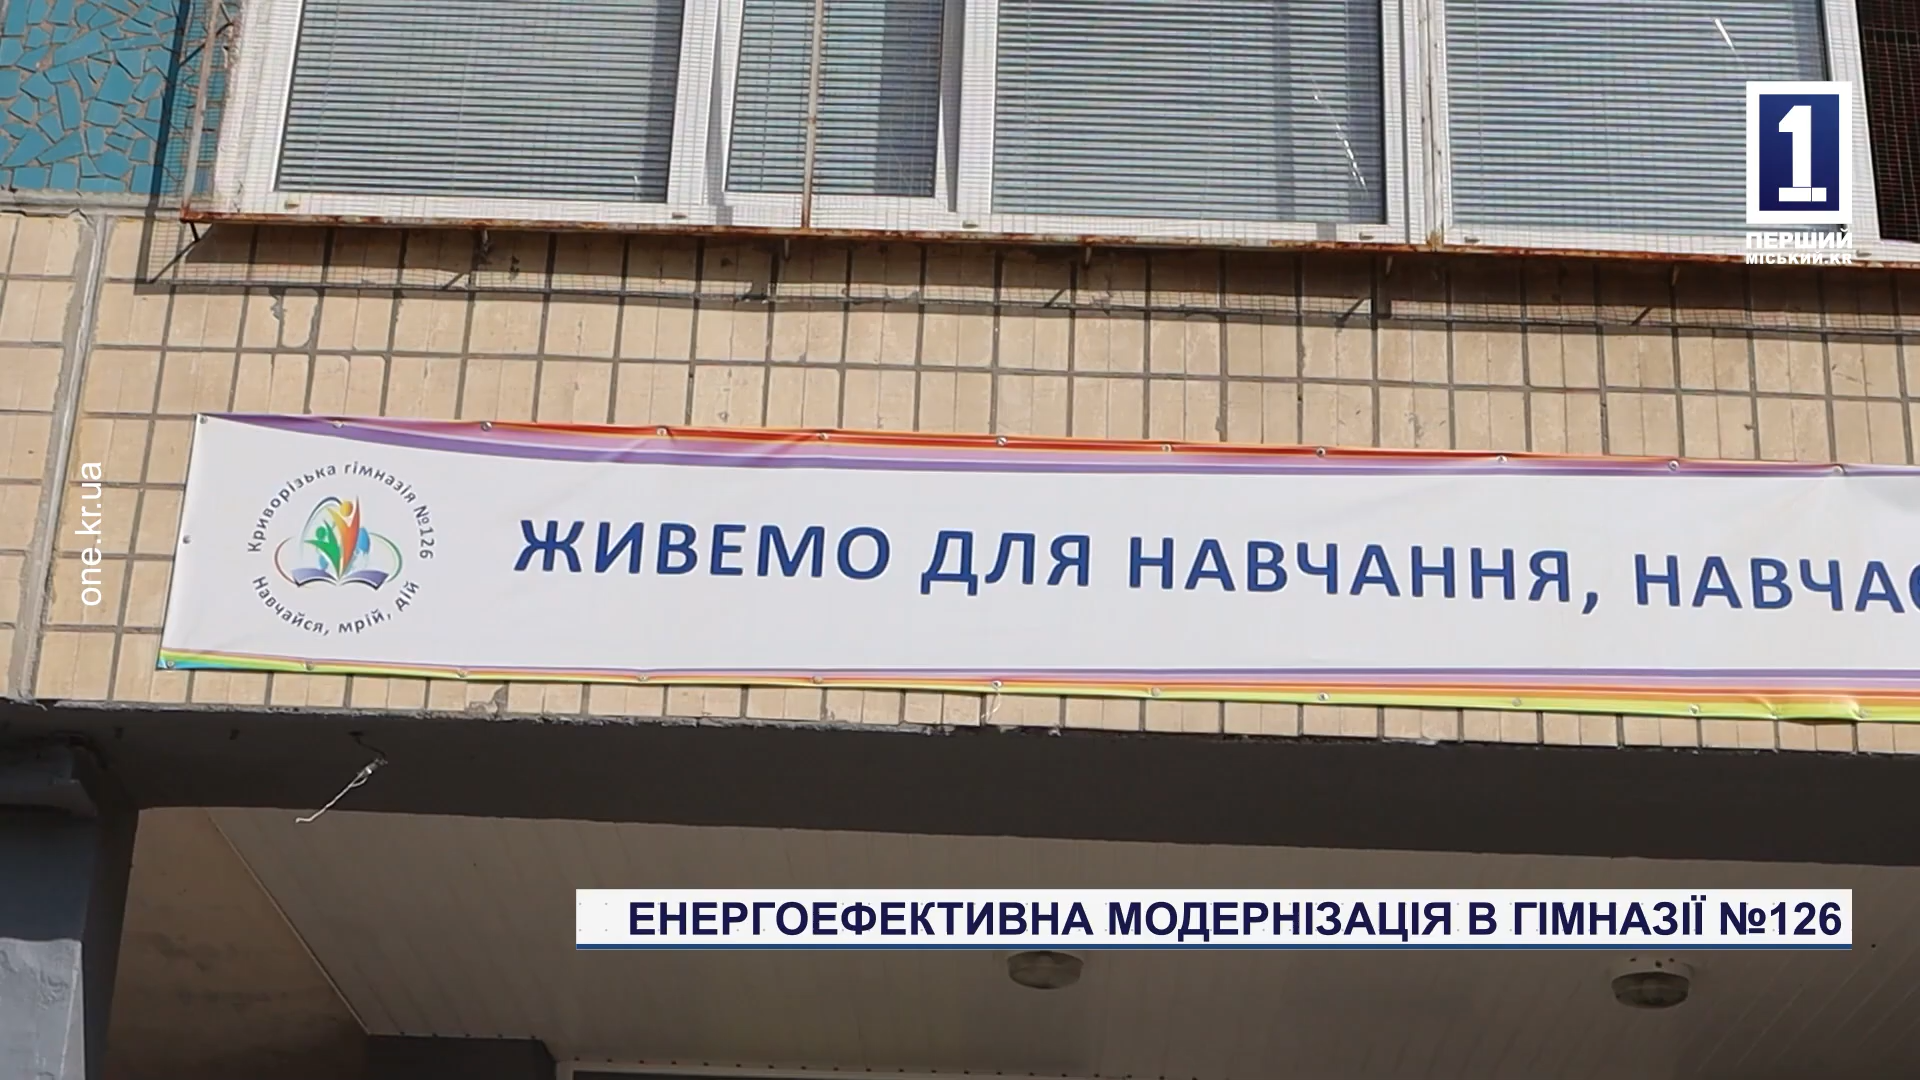 1
ПЕРШИЙ
МІСЬКИЙ.KR
one.kr.ua
Криворізька гімназія №126
Навчайся, мрій, дій
ЖИВЕМО ДЛЯ НАВЧАННЯ,
ЕНЕРГОЕФЕКТИВНА МОДЕРНІЗАЦІЯ В ГІМНАЗІЇ №126